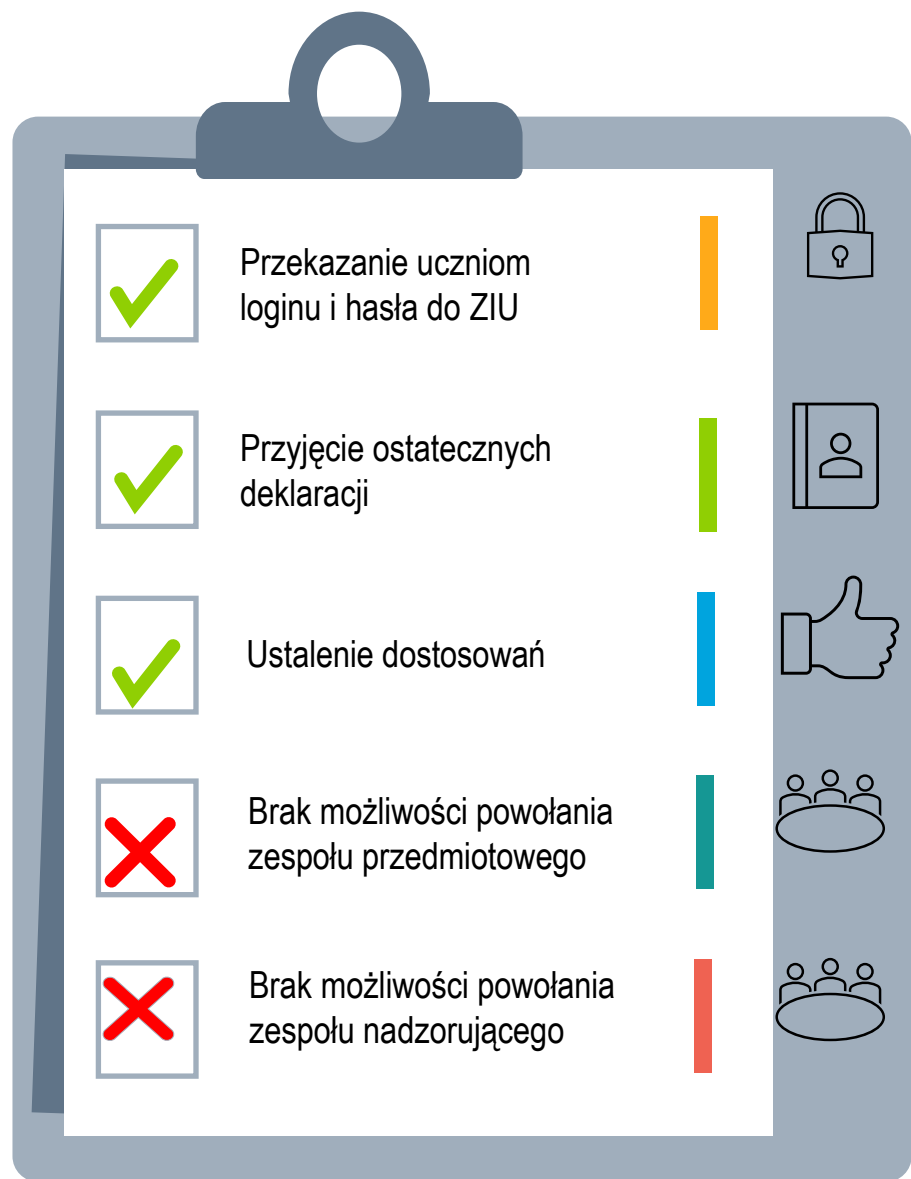 Przekazanie uczniom
loginu i hasła do ZIU
Przyjęcie ostatecznych
deklaracji
Ustalenie dostosowań
Brak możliwości powołania
zespołu przedmiotowego
Brak możliwości powołania
zespołu nadzorującego